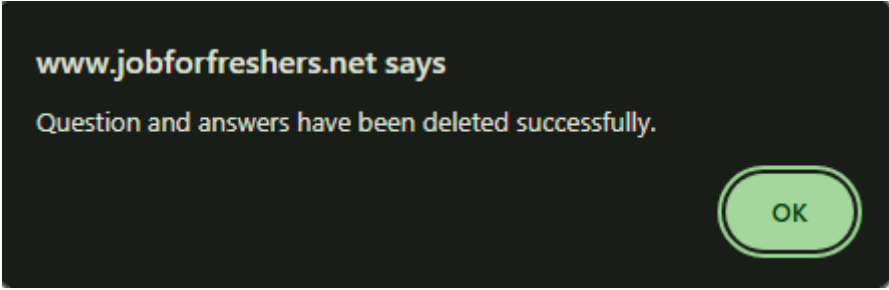 www.jobforfreshers.net says
Question and answers have been deleted successfully.
OK